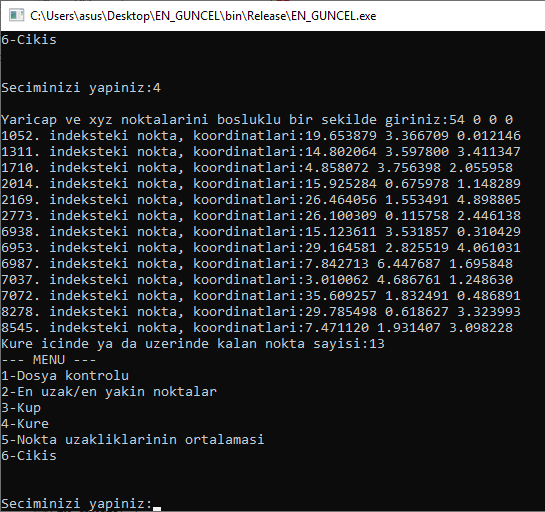 C:\Users\asus\Desktop\EN_GUNCEL\bin\Release\EN_GUNCEL.exe
6-Cikis
Seciminizi yapiniz:4
Yaricap ve xyz noktalarini bosluklu bir sekilde giriniz:54 0 0 0
1052. indeksteki nokta, koordinatlari:19.653879 3.366709 0.012146
1311. indeksteki nokta, koordinatlari:14.802064 3.597800 3.411347
1710. indeksteki nokta, koordinatlari:4.858072 3.756398 2.055958
2014. indeksteki nokta, koordinatlari:15.925284 0.675978 1.148289
2169. indeksteki nokta, koordinatlari:26.464056 1.553491 4.898805
2773. indeksteki nokta, koordinatlari:26.100309 0.115758 2.446138
6938. indeksteki nokta, koordinatlari:15.123611 3.531857 0.310429
6953. indeksteki nokta, koordinatlari:29.164581 2.825519 4.061031
6987. indeksteki nokta, koordinatlari:7.842713 6.447687 1.695848
7037. indeksteki nokta, koordinatlari:3.010062 4.686761 1.248630
7072. indeksteki nokta, koordinatlari:35.609257 1.832491 0.486891
8278. indeksteki nokta, koordinatlari:29.785498 0.618627 3.323993
8545. indeksteki nokta, koordinatlari:7.471120 1.931407 3.098228
Kure icinde ya da uzerinde kalan nokta sayisi:13
--- MENU ---
1-Dosya kontrolu
2-En uzak/en yakin noktalar
3-Kup
4-Kure
5-Nokta uzakliklarinin ortalamasi
6-Cikis
Seciminizi yapiniz: